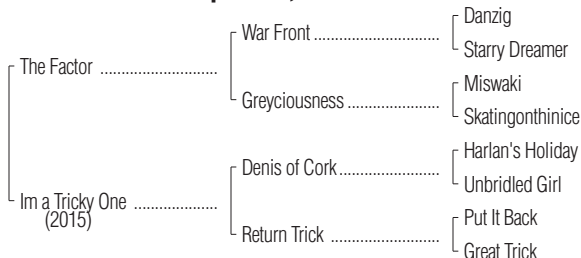 Danzig
War Front ..........................
Starry Dreamer
The Factor ........................
Miswaki
Greyciousness ...................
Skatingonthinice
Harlan's Holiday
Denis of Cork .....................
Unbridled Girl
Im a Tricky One .................
(2015)
Put It Back
Return Trick ......................
Great Trick